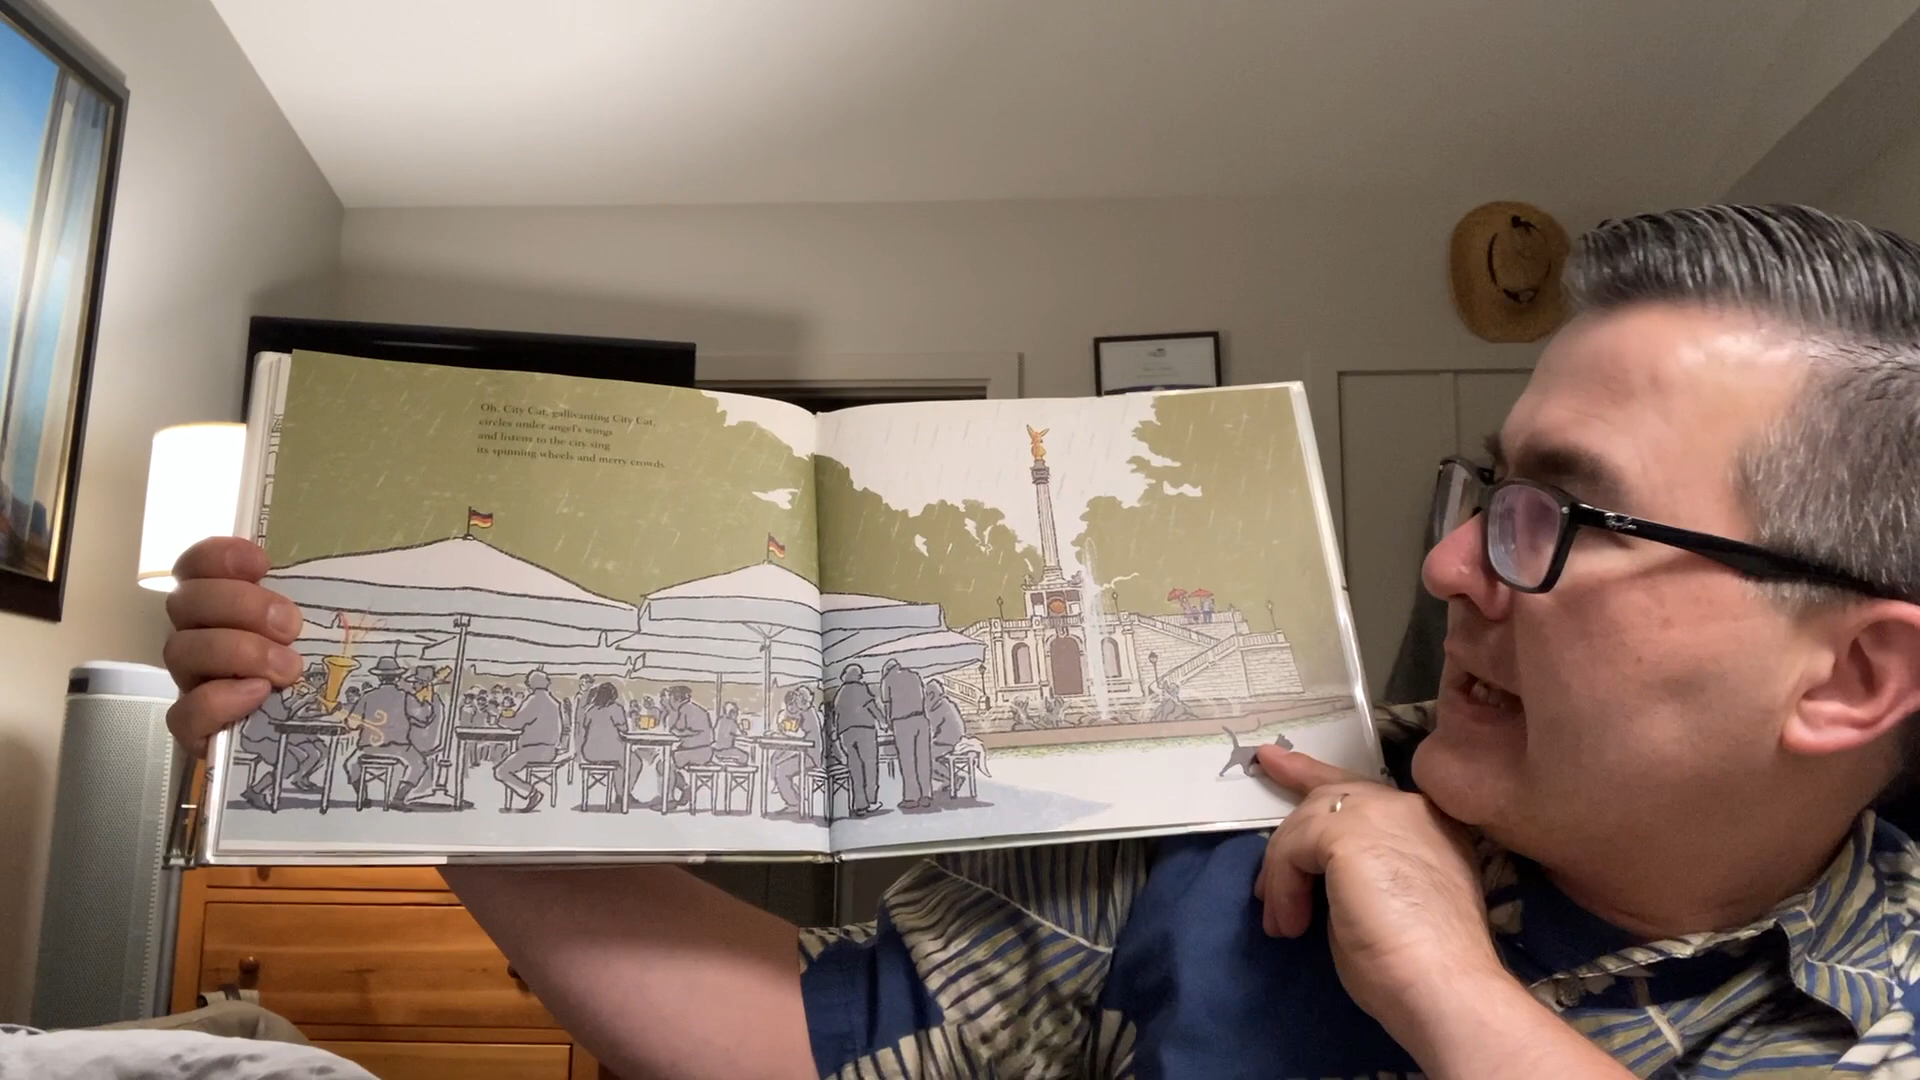 Oh, City Cat, gallivanting City Cat,
circles under angel's wings
and listens to the city sing
its spinning wheels and merry crowds.